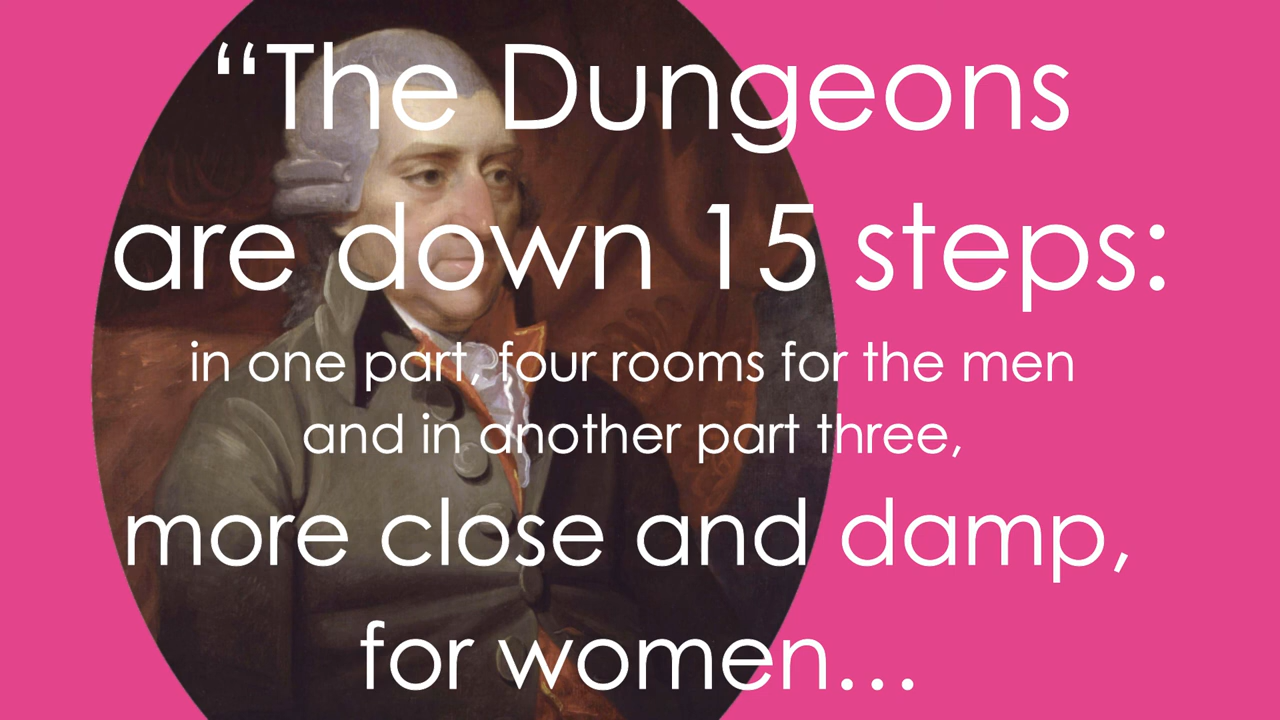 “The Dungeons
are down 15 steps:
in one part, four rooms for the men
and in another part three,
more close and damp,
for women...